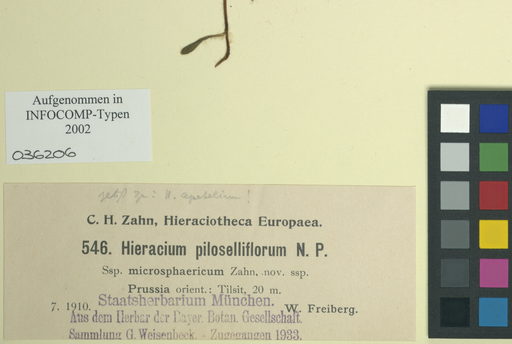 Aufgenommen in
INFOCOMP-Typen
2002
036206
C. H. Zahn, Hieraciotheca Europaea.
546. Hieracium piloselliflorum N. P.
Ssp. microsphaericum Zahn, nov. ssp.
Prussia orient.: Tilsit, 20 m.
7. 1910. W. Freiberg.
Staatsherbarium München.
Aus dem Herbar der Bayer. Botan. Gesellschaft.
Sammlung G. Weisenbeck. - Zugegangen 1933.